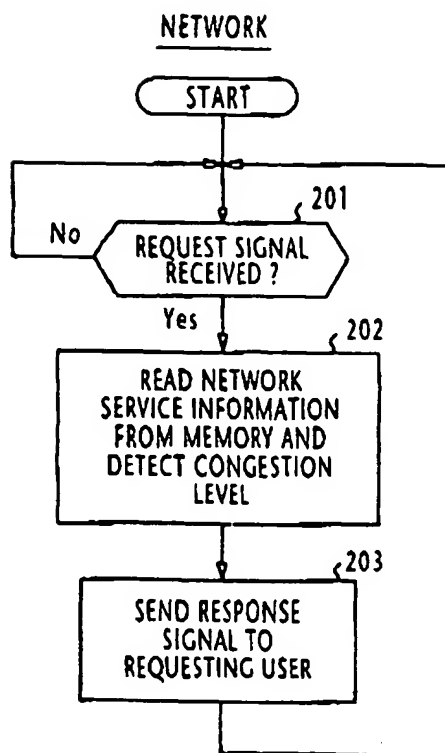 NETWORK
START
201
No
REQUEST SIGNAL
RECEIVED ?
Yes
202
READ NETWORK
SERVICE INFORMATION
FROM MEMORY AND
DETECT CONGESTION
LEVEL
203
SEND RESPONSE
SIGNAL TO
REQUESTING USER